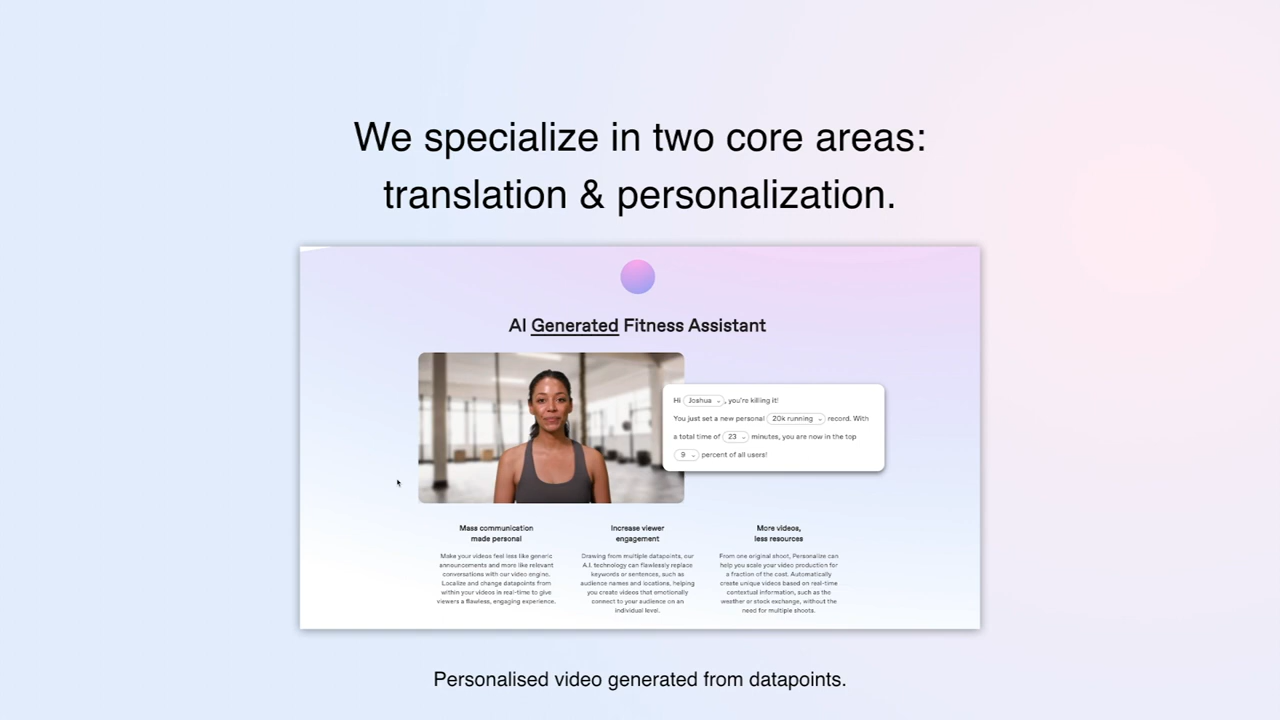 We specialize in two core areas:
translation & personalization.
AI Generated Fitness Assistant
Hi Joshua, you're killing it!
You just set a new personal 20k running record. With
a total time of 23 minutes, you are now in the top
9 percent of all users!
Mass communication
made personal
Make your videos feel less like generic
announcements and more like relevant
conversations with our video engine.
Localize and change datapoints from
within your videos in real-time to give
viewers a flawless, engaging experience.
Increase viewer
engagement
Drawing from multiple datapoints, our
A.I. technology can flawlessly replace
keywords or sentences, such as
audience names and locations, helping
you create videos that emotionally
connect to your audience on an
individual level.
More videos,
less resources
From one original shoot, Personalize can
help you scale your video production for
a fraction of the cost. Automatically
create unique videos based on real-time
contextual information, such as the
weather or stock exchange, without the
need for multiple shoots.
Personalised video generated from datapoints.